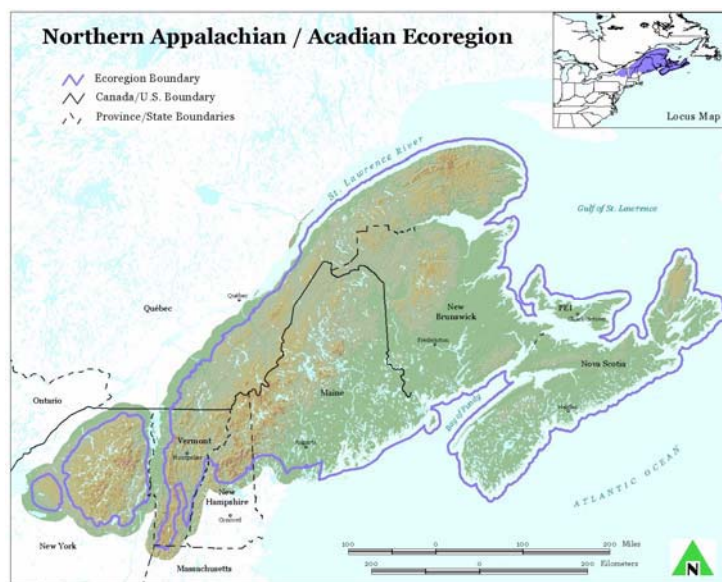 Northern Appalachian / Acadian Ecoregion
Ecoregion Boundary
Canada/U.S. Boundary
Province/State Boundaries
Locus Map
St. Lawrence River
Gulf of St. Lawrence
Québec
Québec
New
Brunswick
PEI
Fredericton
Nova Scotia
Ontario
Maine
Halifax
Bay of Fundy
Vermont
Augusta
Montpelier
ATLANTIC OCEAN
New
Hampshire
Concord
New York
Massachusetts
100 0 100 200 Miles
200 0 200 Kilometers
N